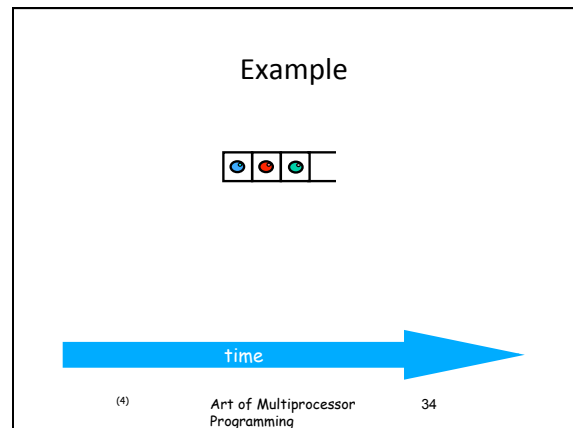 Example
time
(4)
Art of Multiprocessor
Programming
34